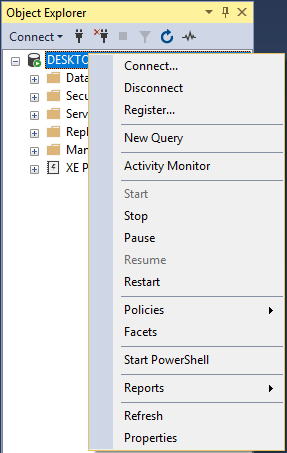 Object Explorer
Connect
DESKTO
Connect...
Disconnect
Register...
New Query
Activity Monitor
Start
Stop
Pause
Resume
Restart
Policies
Facets
Start PowerShell
Reports
Refresh
Properties
Data
Secu
Serv
Repl
Man
XE P